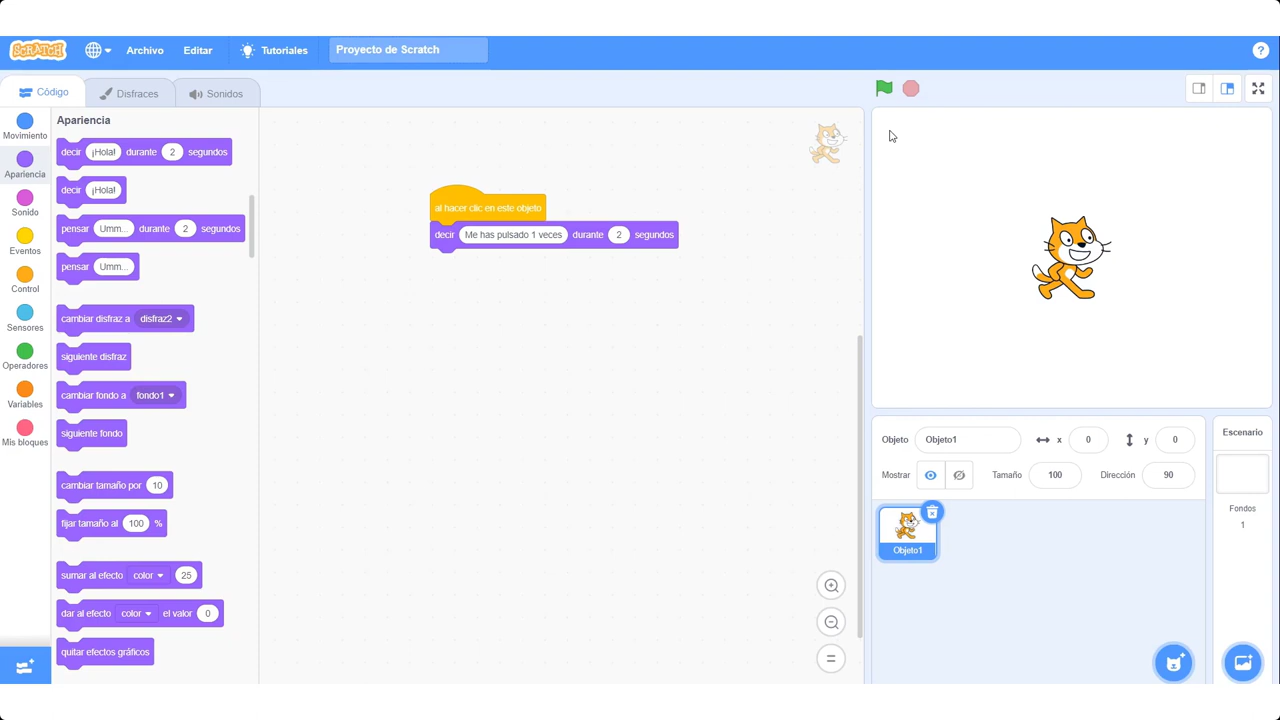 SCRATCH
Archivo
Editar
Tutoriales
Proyecto de Scratch
?
Código
Disfraces
Sonidos
Movimiento
Apariencia
Sonido
Eventos
Control
Sensores
Operadores
Variables
Mis bloques
Apariencia
decir ¡Hola! durante 2 segundos
decir ¡Hola!
pensar Umm... durante 2 segundos
pensar Umm...
cambiar disfraz a disfraz2
siguiente disfraz
cambiar fondo a fondo1
siguiente fondo
cambiar tamaño por 10
fijar tamaño al 100 %
sumar al efecto color 25
dar al efecto color el valor 0
quitar efectos gráficos
al hacer clic en este objeto
decir Me has pulsado 1 veces durante 2 segundos
Objeto Objeto1 x 0 y 0
Mostrar Tamaño 100 Dirección 90
Objeto1
Escenario
Fondos
1